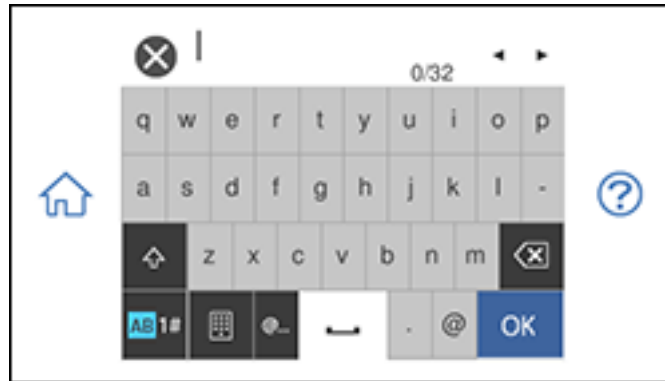 0/32
q w e r t y u i o p
a s d f g h j k l -
z x c v b n m
AB 1# @... . @ OK